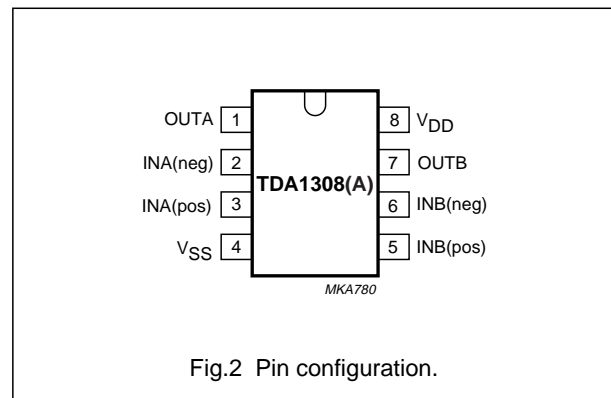 OUTA 1 8 VDD
INA(neg) 2 7 OUTB
TDA1308(A)
INA(pos) 3 6 INB(neg)
VSS 4 5 INB(pos)
MKA780
Fig.2 Pin configuration.